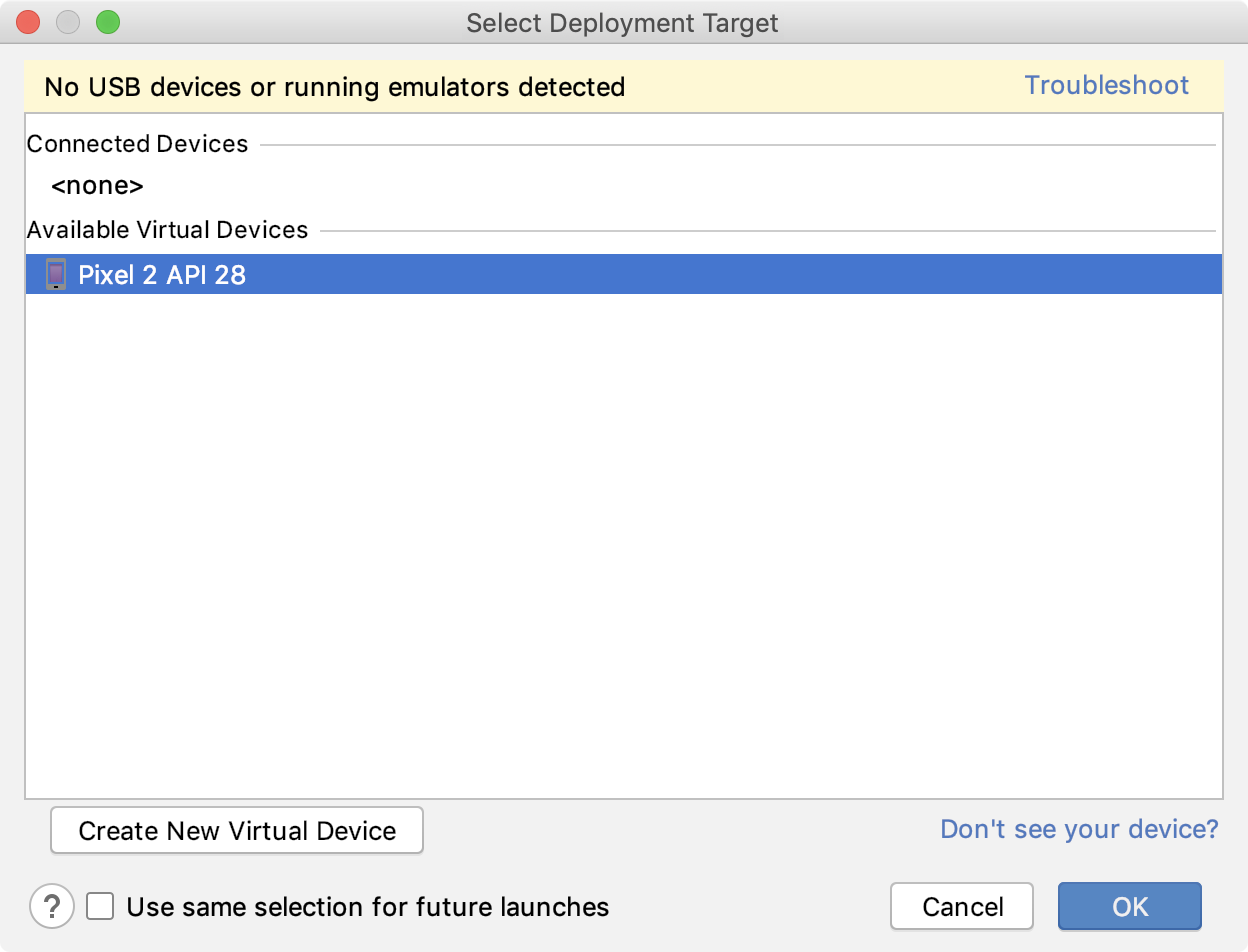 Select Deployment Target
No USB devices or running emulators detected
Troubleshoot
Connected Devices
<none>
Available Virtual Devices
Pixel 2 API 28
Create New Virtual Device
Don't see your device?
?
Use same selection for future launches
Cancel
OK